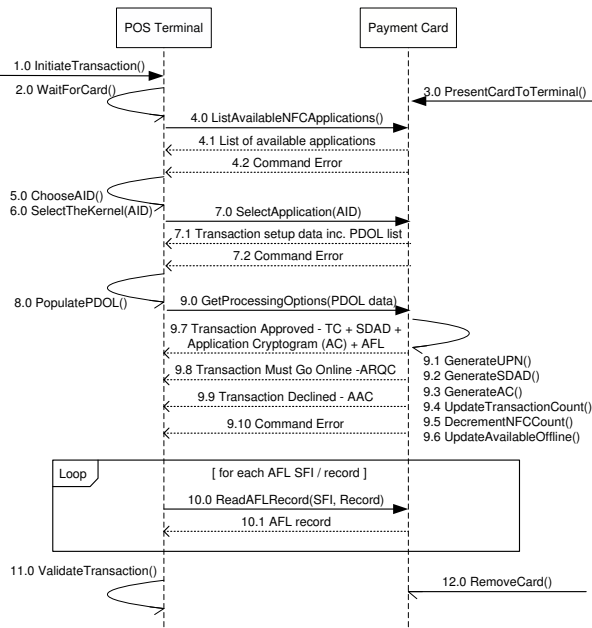 POS Terminal
Payment Card
1.0 InitiateTransaction()
2.0 WaitForCard()
3.0 PresentCardToTerminal()
4.0 ListAvailableNFCApplications()
4.1 List of available applications
4.2 Command Error
5.0 ChooseAID()
6.0 SelectTheKernel(AID)
7.0 SelectApplication(AID)
7.1 Transaction setup data inc. PDOL list
7.2 Command Error
8.0 PopulatePDOL()
9.0 GetProcessingOptions(PDOL data)
9.7 Transaction Approved - TC + SDAD +
Application Cryptogram (AC) + AFL
9.1 GenerateUPN()
9.2 GenerateSDAD()
9.3 GenerateAC()
9.4 UpdateTransactionCount()
9.5 DecrementNFCCount()
9.6 UpdateAvailableOffline()
9.8 Transaction Must Go Online -ARQC
9.9 Transaction Declined - AAC
9.10 Command Error
Loop
[ for each AFL SFI / record ]
10.0 ReadAFLRecord(SFI, Record)
10.1 AFL record
11.0 ValidateTransaction()
12.0 RemoveCard()